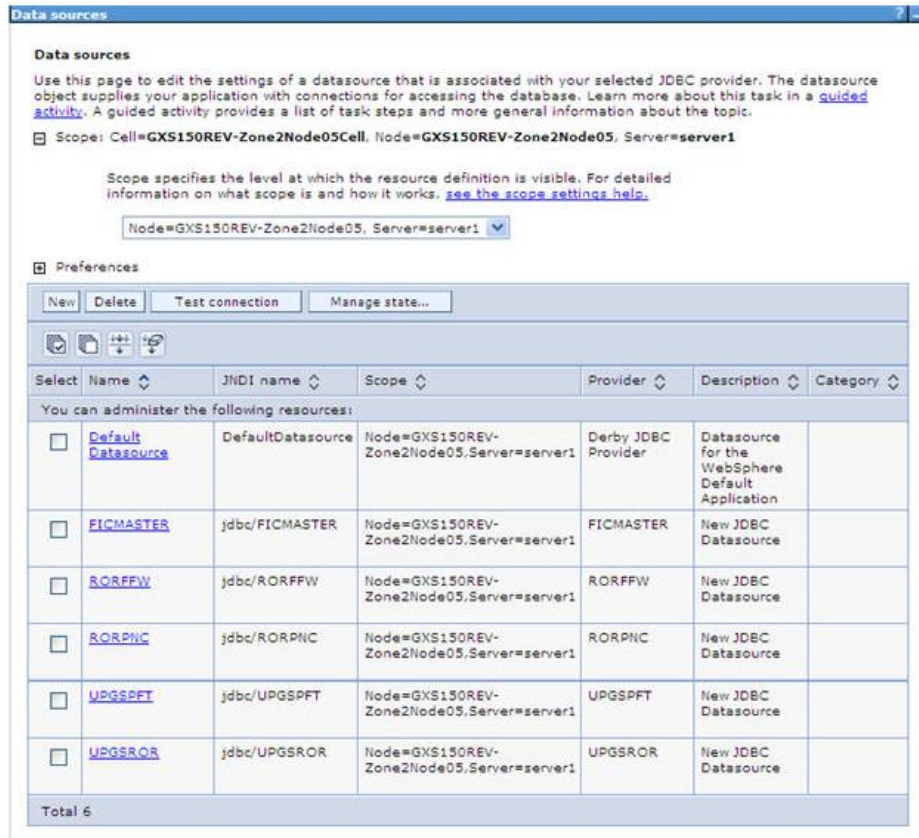 Data sources
?
Data sources
Use this page to edit the settings of a datasource that is associated with your selected JDBC provider. The datasource
object supplies your application with connections for accessing the database. Learn more about this task in a guided
activity. A guided activity provides a list of task steps and more general information about the topic.
Scope: Cell=GXS150REV-Zone2Node05Cell, Node=GXS150REV-Zone2Node05, Server=server1
Scope specifies the level at which the resource definition is visible. For detailed
information on what scope is and how it works, see the scope settings help.
Node=GXS150REV-Zone2Node05, Server=server1
Preferences
New Delete Test connection Manage state...
Select Name JNDI name Scope Provider Description Category
You can administer the following resources:
Default DefaultDatasource Node=GXS150REV- Derby JDBC Datasource
Datasource Zone2Node05,Server=server1 Provider for the
WebSphere
Default
Application
FICMASTER jdbc/FICMASTER Node=GXS150REV- FICMASTER New JDBC
Zone2Node05,Server=server1 Datasource
RORFFW jdbc/RORFFW Node=GXS150REV- RORFFW New JDBC
Zone2Node05,Server=server1 Datasource
RORPNC jdbc/RORPNC Node=GXS150REV- RORPNC New JDBC
Zone2Node05,Server=server1 Datasource
UPGSPFT jdbc/UPGSPFT Node=GXS150REV- UPGSPFT New JDBC
Zone2Node05,Server=server1 Datasource
UPGSROR jdbc/UPGSROR Node=GXS150REV- UPGSROR New JDBC
Zone2Node05,Server=server1 Datasource
Total 6